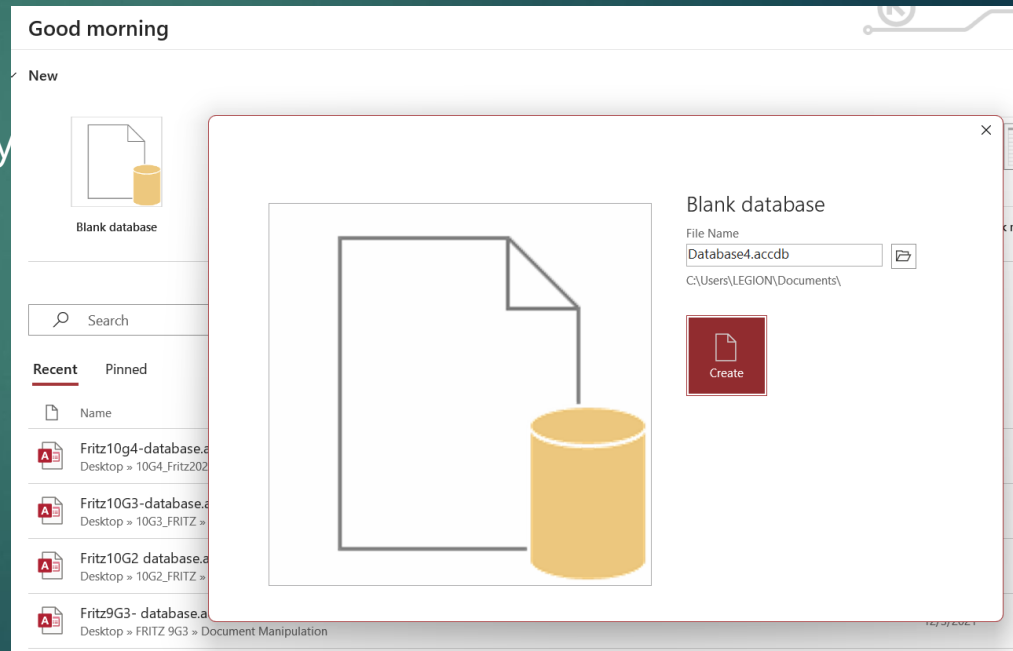 Good morning
New
Blank database
Blank database
File Name
Database4.accdb
C:\Users\LEGION\Documents\
Create
Search
Recent Pinned
Name
Fritz10g4-database.a
Desktop » 10G4_Fritz202
Fritz10G3-database.a
Desktop » 10G3_FRITZ »
Fritz10G2 database.a
Desktop » 10G2_FRITZ »
Fritz9G3- database.a
Desktop » FRITZ 9G3 » Document Manipulation